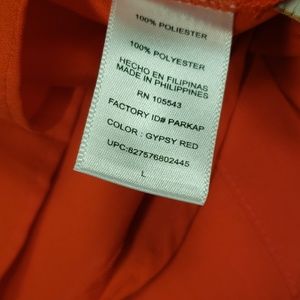 100% POLIESTER
100% POLYESTER
HECHO EN FILIPINAS
MADE IN PHILIPPINES
RN 105543
FACTORY ID# PARKAP
COLOR : GYPSY RED
UPC:827576802445
L